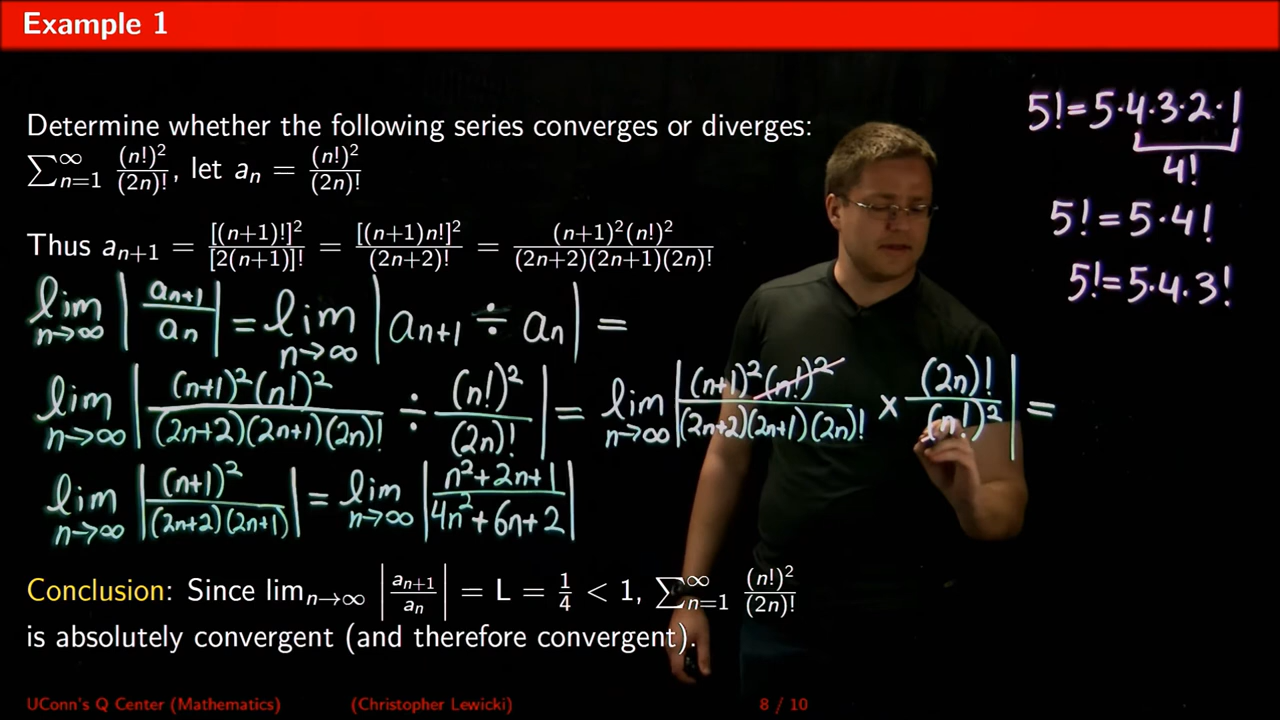 Example 1
Determine whether the following series converges or diverges:
∑_{n=1}^{∞} (n!)²/(2n)!, let a_n = (n!)²/(2n)!
Thus a_{n+1} = [(n+1)!]²/[2(n+1)]! = [(n+1)n!]²/(2n+2)! = (n+1)²(n!)²/(2n+2)(2n+1)(2n)!
lim_{n→∞} |a_{n+1}/a_n| = lim_{n→∞} |a_{n+1} ÷ a_n| =
lim_{n→∞} |(n+1)²(n!)²/(2n+2)(2n+1)(2n)! ÷ (n!)²/(2n)!| = lim_{n→∞} |(n+1)²(n!)²/(2n+2)(2n+1)(2n)! × (2n)!/(n!)²| =
lim_{n→∞} |(n+1)²/(2n+2)(2n+1)| = lim_{n→∞} |n²+2n+1/4n²+6n+2|
Conclusion: Since lim_{n→∞} |a_{n+1}/a_n| = L = 1/4 < 1, ∑_{n=1}^{∞} (n!)²/(2n)!
is absolutely convergent (and therefore convergent).
5!=5·4·3·2·1
4!
5!=5·4!
5!=5·4·3!
UConn's Q Center (Mathematics) (Christopher Lewicki) 8 / 10